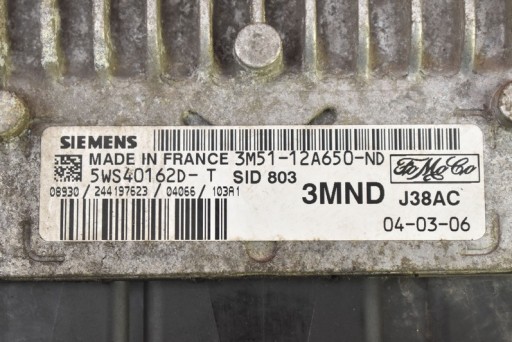 SIEMENS
MADE IN FRANCE 3M51-12A650-ND
5WS40162D- T SID 803
FoMoCo
08930 / 244197623 / 04066 / 103A1
3MND J38AC
04-03-06